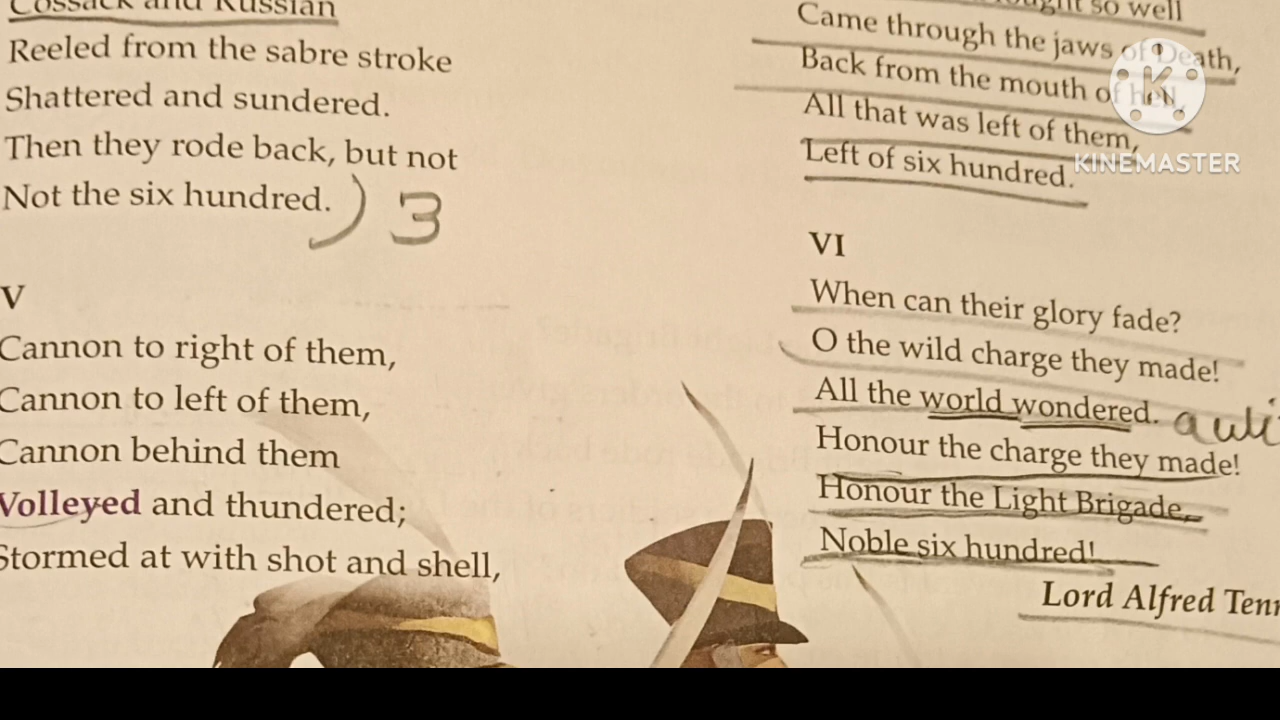 Cossack and Russian
Reeled from the sabre stroke
Shattered and sundered.
Then they rode back, but not
Not the six hundred.
3
V
Cannon to right of them,
Cannon to left of them,
Cannon behind them
Volleyed and thundered;
Stormed at with shot and shell,
so well
Came through the jaws of Death,
Back from the mouth of hell,
All that was left of them,
Left of six hundred.
KINEMASTER
VI
When can their glory fade?
O the wild charge they made!
All the world wondered.
Honour the charge they made!
Honour the Light Brigade,
Noble six hundred!
Lord Alfred